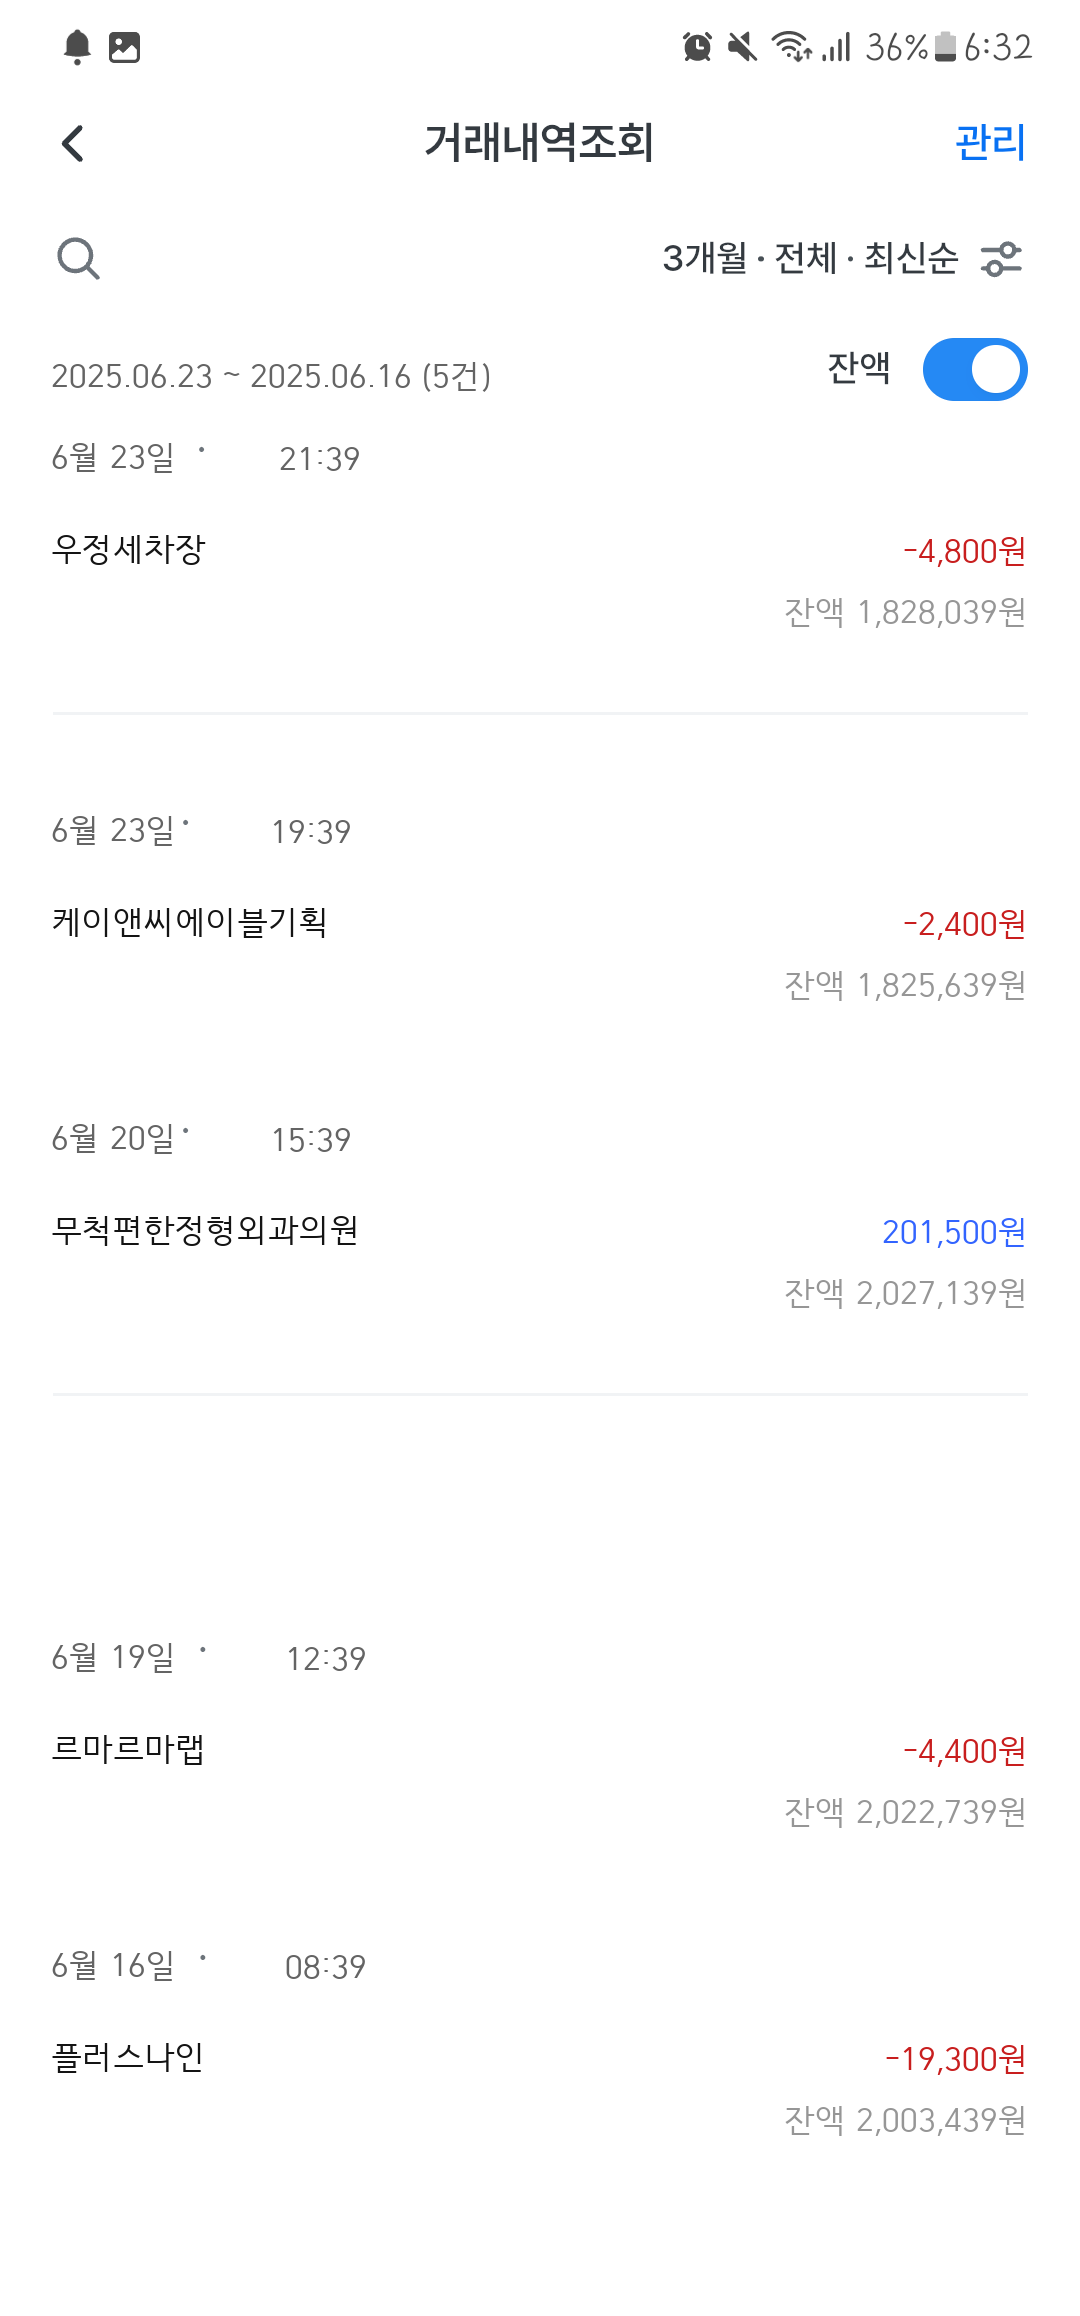 36% 6:32
거래내역조회 관리
3개월 · 전체 · 최신순
2025.06.23 ~ 2025.06.16 (5건) 잔액
6월 23일 · 21:39
우정세차장 -4,800원
잔액 1,828,039원
6월 23일· 19:39
케이앤씨에이블기획 -2,400원
잔액 1,825,639원
6월 20일· 15:39
무척편한정형외과의원 201,500원
잔액 2,027,139원
6월 19일 · 12:39
르마르마랩 -4,400원
잔액 2,022,739원
6월 16일 · 08:39
플러스나인 -19,300원
잔액 2,003,439원